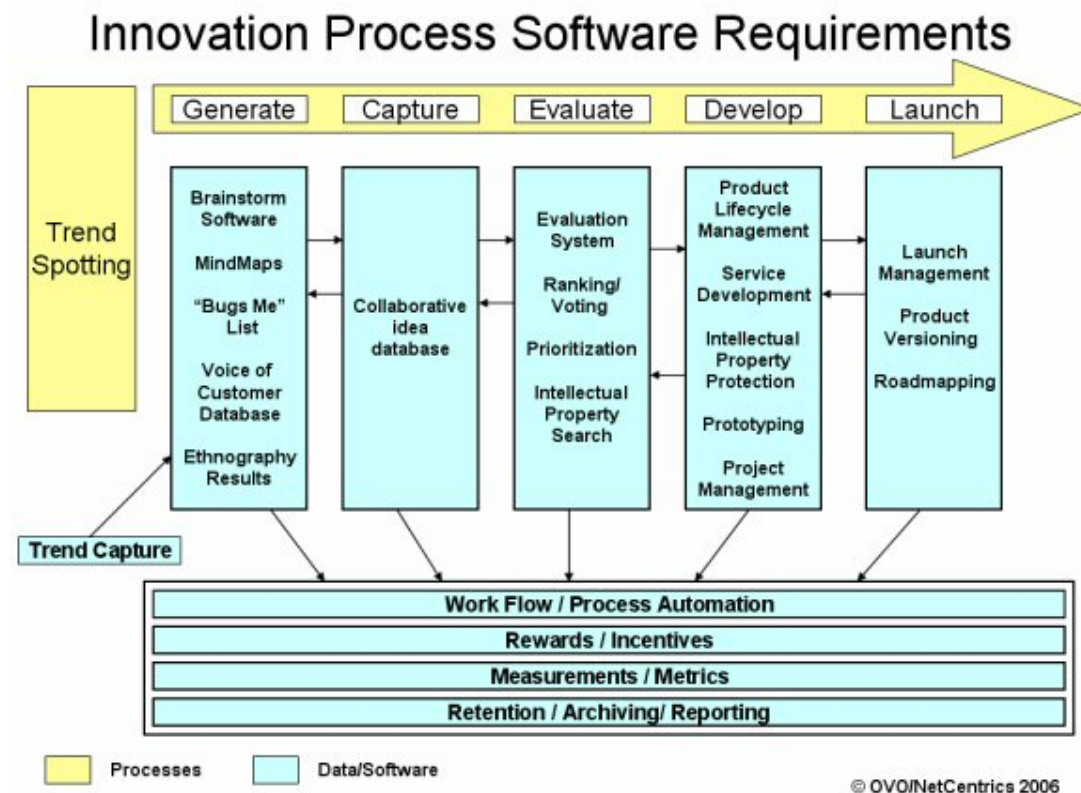 Innovation Process Software Requirements
Generate
Capture
Evaluate
Develop
Launch
Trend
Spotting
Brainstorm
Software
MindMaps
“Bugs Me”
List
Voice of
Customer
Database
Ethnography
Results
Collaborative
idea
database
Evaluation
System
Ranking/
Voting
Prioritization
Intellectual
Property
Search
Product
Lifecycle
Management
Service
Development
Intellectual
Property
Protection
Prototyping
Project
Management
Launch
Management
Product
Versioning
Roadmapping
Trend Capture
Work Flow / Process Automation
Rewards / Incentives
Measurements / Metrics
Retention / Archiving/ Reporting
Processes
Data/Software
© OVO/NetCentrics 2006